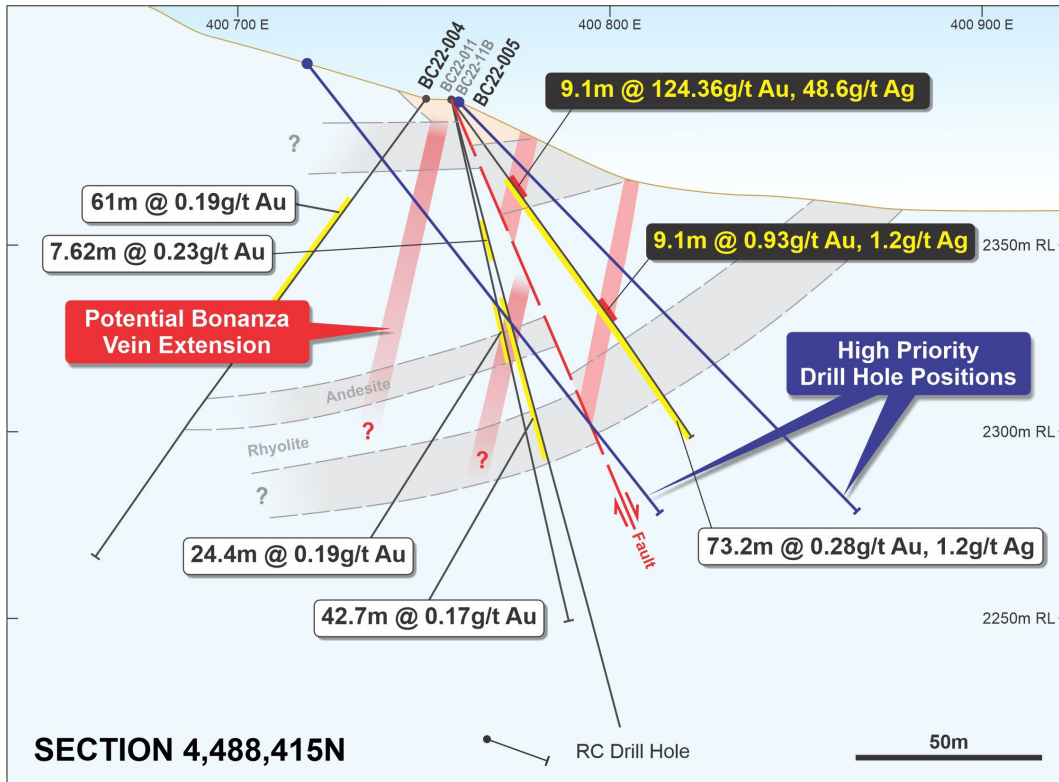 400 700 E
400 800 E
400 900 E
BC22-004
BC22-011
BC22-11B
BC22-005
9.1m @ 124.36g/t Au, 48.6g/t Ag
?
61m @ 0.19g/t Au
7.62m @ 0.23g/t Au
9.1m @ 0.93g/t Au, 1.2g/t Ag
2350m RL
Potential Bonanza
Vein Extension
High Priority
Drill Hole Positions
Andesite
?
2300m RL
Rhyolite
?
?
24.4m @ 0.19g/t Au
Fault
73.2m @ 0.28g/t Au, 1.2g/t Ag
42.7m @ 0.17g/t Au
2250m RL
SECTION 4,488,415N
RC Drill Hole
50m